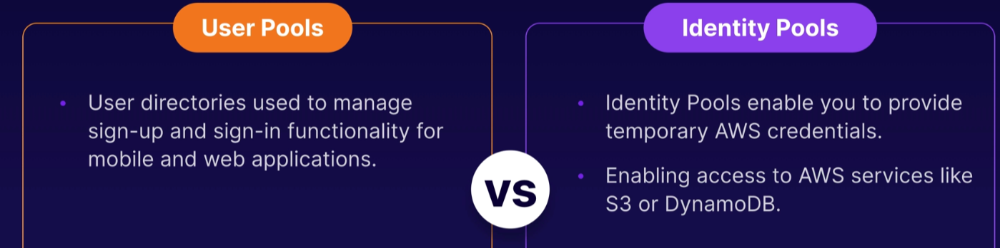 User Pools
• User directories used to manage
sign-up and sign-in functionality for
mobile and web applications.
vs
Identity Pools
• Identity Pools enable you to provide
temporary AWS credentials.
• Enabling access to AWS services like
S3 or DynamoDB.